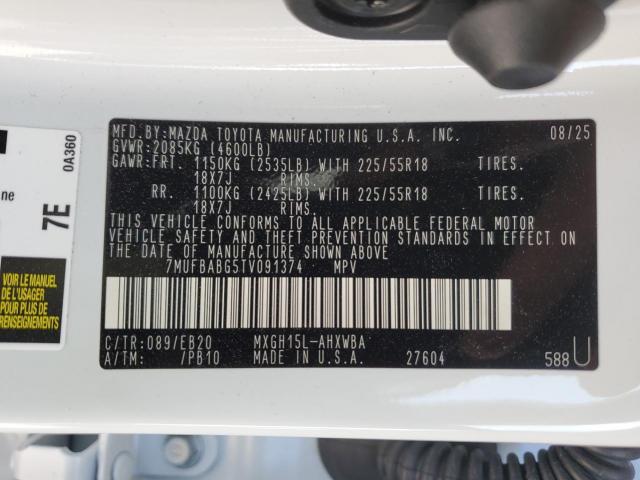 MFD.BY:MAZDA TOYOTA MANUFACTURING U.S.A. INC. 08/25
GVWR:2085KG (4600LB)
GAWR:FRT. 1150KG (2535LB) WITH 225/55R18 TIRES.
18X7J RIMS.
RR. 1100KG (2425LB) WITH 225/55R18 TIRES.
18X7J RIMS.
THIS VEHICLE CONFORMS TO ALL APPLICABLE FEDERAL MOTOR
VEHICLE SAFETY AND THEFT PREVENTION STANDARDS IN EFFECT ON
THE DATE OF MANUFACTURE SHOWN ABOVE.
7MUFBABG5TV091374 MPV
C/TR:089/EB20 MXGH15L-AHXWBA
A/TM: /PB10 MADE IN U.S.A. 27604 588U
0A360
ne
7E
VOIR LE MANUEL
DE L'USAGER
POUR PLUS DE
RENSEIGNEMENTS